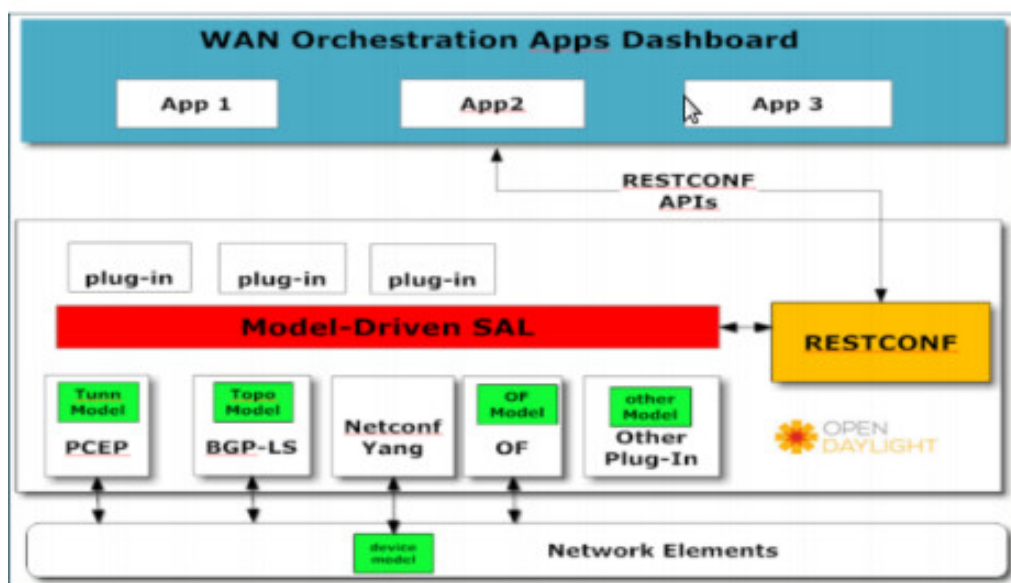 WAN Orchestration Apps Dashboard
App 1
App2
App 3
RESTCONF
APIs
plug-in
plug-in
plug-in
Model-Driven SAL
RESTCONF
Tunn
Model
PCEP
Topo
Model
BGP-LS
Netconf
Yang
OF
Model
OF
other
Model
Other
Plug-In
OPEN
DAYLIGHT
device
model
Network Elements